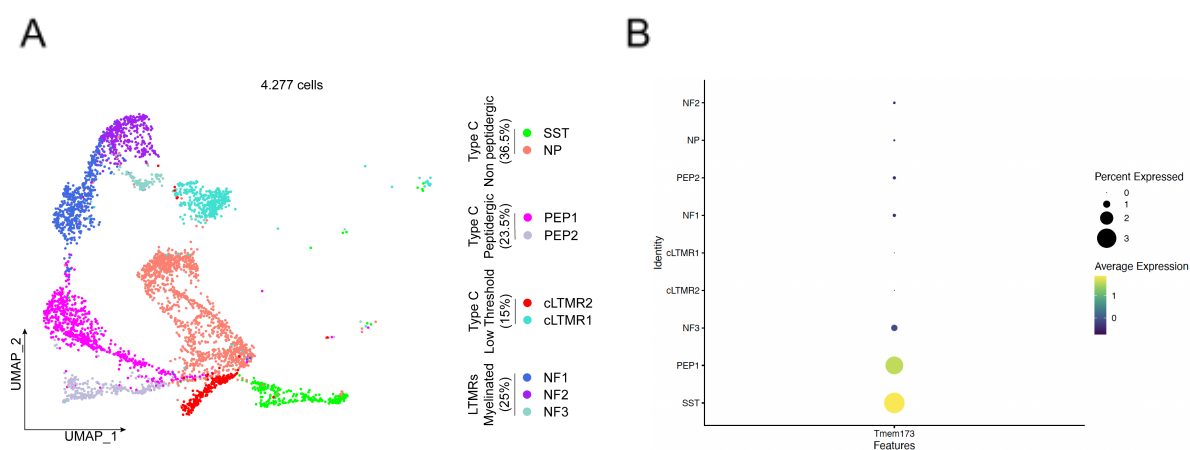 A
4.277 cells
UMAP_2
UMAP_1
Type C
Non peptidergic
(36.5%)
SST
NP
Type C
Peptidergic
(23.5%)
PEP1
PEP2
Type C
Low Threshold
(15%)
cLTMR2
cLTMR1
LTMRs
Myelinated
(25%)
NF1
NF2
NF3
B
Identity
NF2
NP
PEP2
NF1
cLTMR1
cLTMR2
NF3
PEP1
SST
Tmem173
Features
Percent Expressed
0
1
2
3
Average Expression
1
0